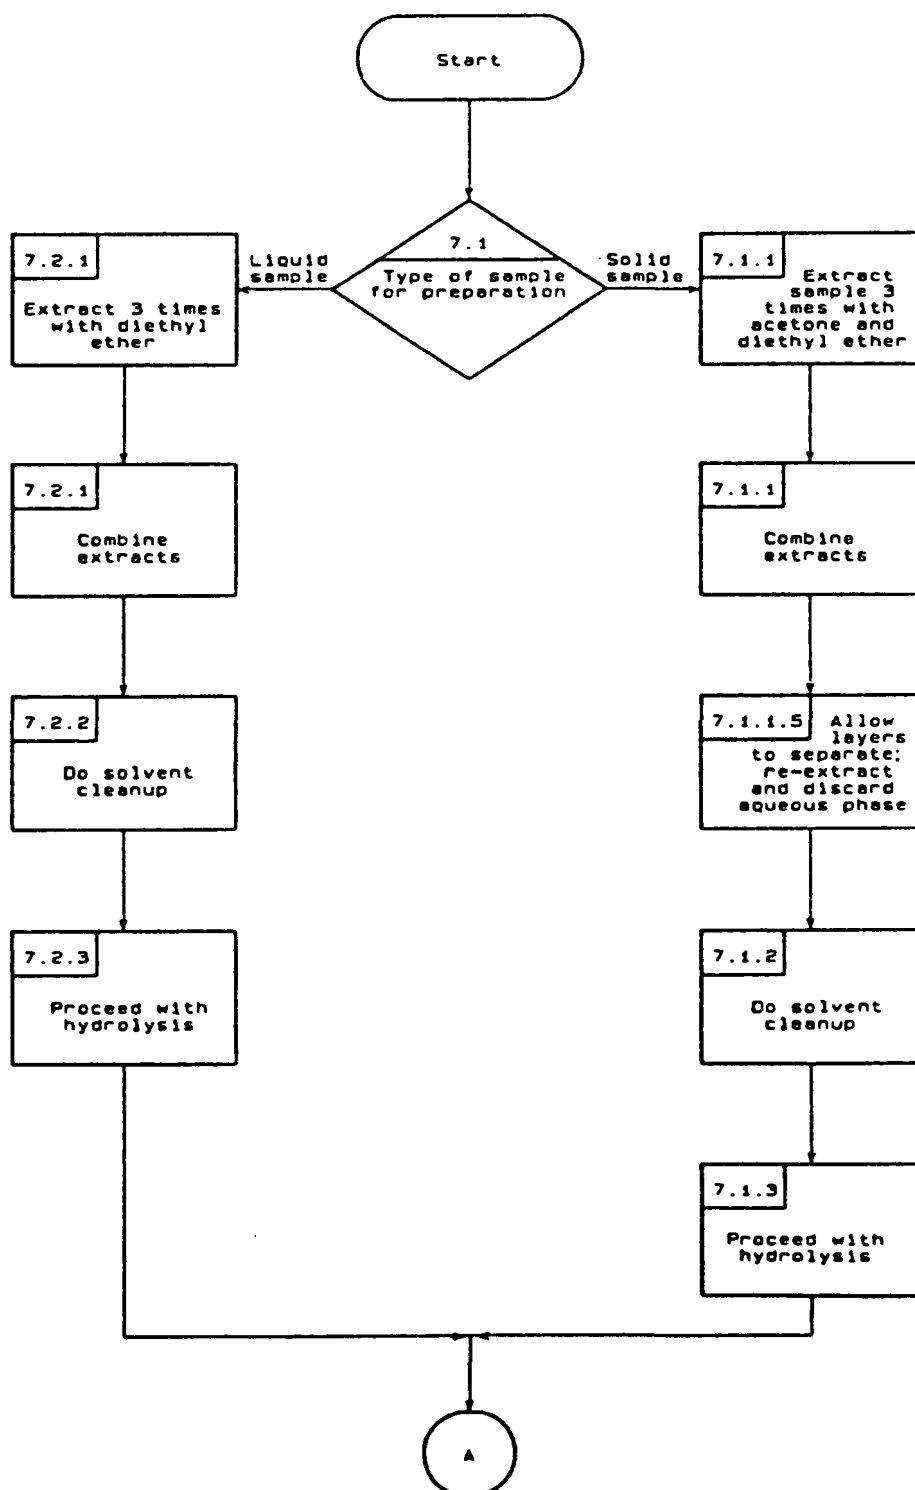 Start
7.1
Type of sample
for preparation
Liquid
sample
Solid
sample
7.2.1
Extract 3 times
with diethyl
ether
7.2.1
Combine
extracts
7.2.2
Do solvent
cleanup
7.2.3
Proceed with
hydrolysis
7.1.1
Extract
sample 3
times with
acetone and
diethyl ether
7.1.1
Combine
extracts
7.1.1.5 Allow
layers
to separate;
re-extract
and discard
aqueous phase
7.1.2
Do solvent
cleanup
7.1.3
Proceed with
hydrolysis
A